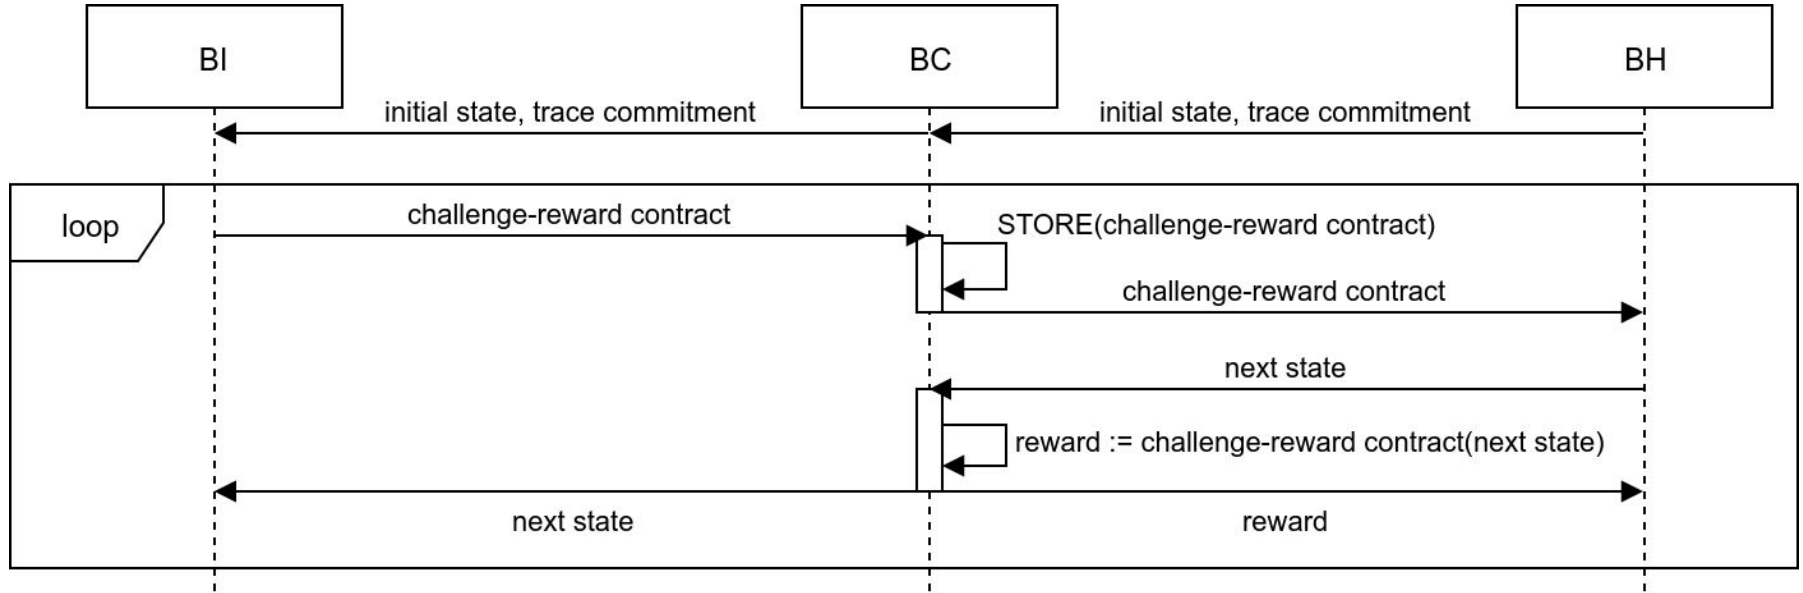 BI
BC
BH
initial state, trace commitment
initial state, trace commitment
loop
challenge-reward contract
STORE(challenge-reward contract)
challenge-reward contract
next state
reward := challenge-reward contract(next state)
next state
reward